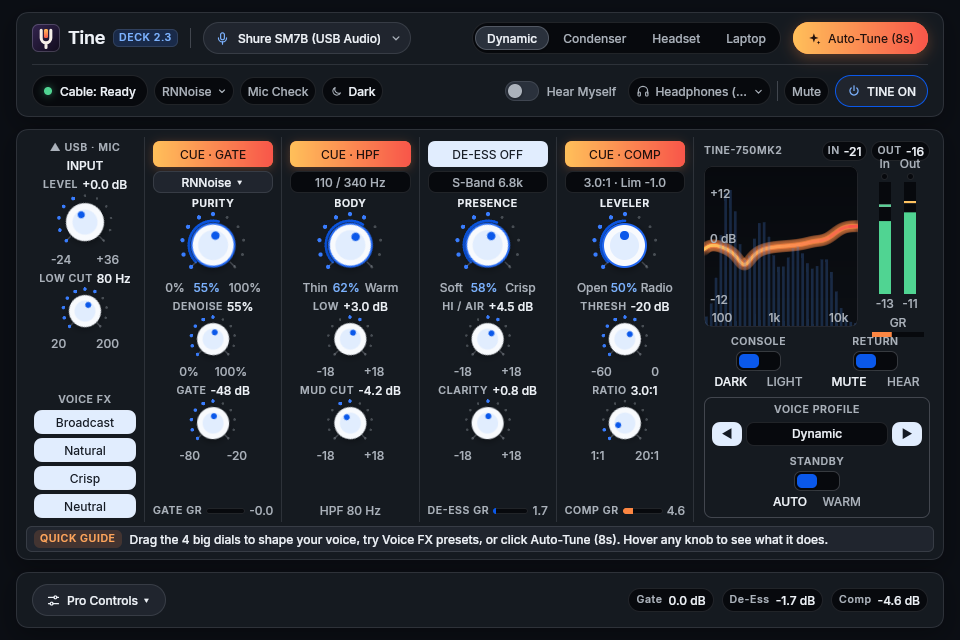 Tine DECK 2.3 Shure SM7B (USB Audio) Dynamic Condenser Headset Laptop Auto-Tune (8s)
Cable: Ready RNNoise Mic Check Dark Hear Myself Headphones (... Mute TINE ON
USB · MIC
INPUT
LEVEL +0.0 dB
-24 +36
LOW CUT 80 Hz
20 200
VOICE FX
Broadcast
Natural
Crisp
Neutral
CUE · GATE
RNNoise
PURITY
0% 55% 100%
DENOISE 55%
0% 100%
GATE -48 dB
-80 -20
GATE GR -0.0
CUE · HPF
110 / 340 Hz
BODY
Thin 62% Warm
LOW +3.0 dB
-18 +18
MUD CUT -4.2 dB
-18 +18
HPF 80 Hz
DE-ESS OFF
S-Band 6.8k
PRESENCE
Soft 58% Crisp
HI / AIR +4.5 dB
-18 +18
CLARITY +0.8 dB
-18 +18
DE-ESS GR 1.7
CUE · COMP
3.0:1 · Lim -1.0
LEVELER
Open 50% Radio
THRESH -20 dB
-60 0
RATIO 3.0:1
1:1 20:1
COMP GR 4.6
TINE-750MK2 IN -21 OUT -16
In Out
+12
0 dB
-12
100 1k 10k
-13 -11
GR
CONSOLE RETURN
DARK LIGHT MUTE HEAR
VOICE PROFILE
Dynamic
STANDBY
AUTO WARM
QUICK GUIDE Drag the 4 big dials to shape your voice, try Voice FX presets, or click Auto-Tune (8s). Hover any knob to see what it does.
Pro Controls Gate 0.0 dB De-Ess -1.7 dB Comp -4.6 dB